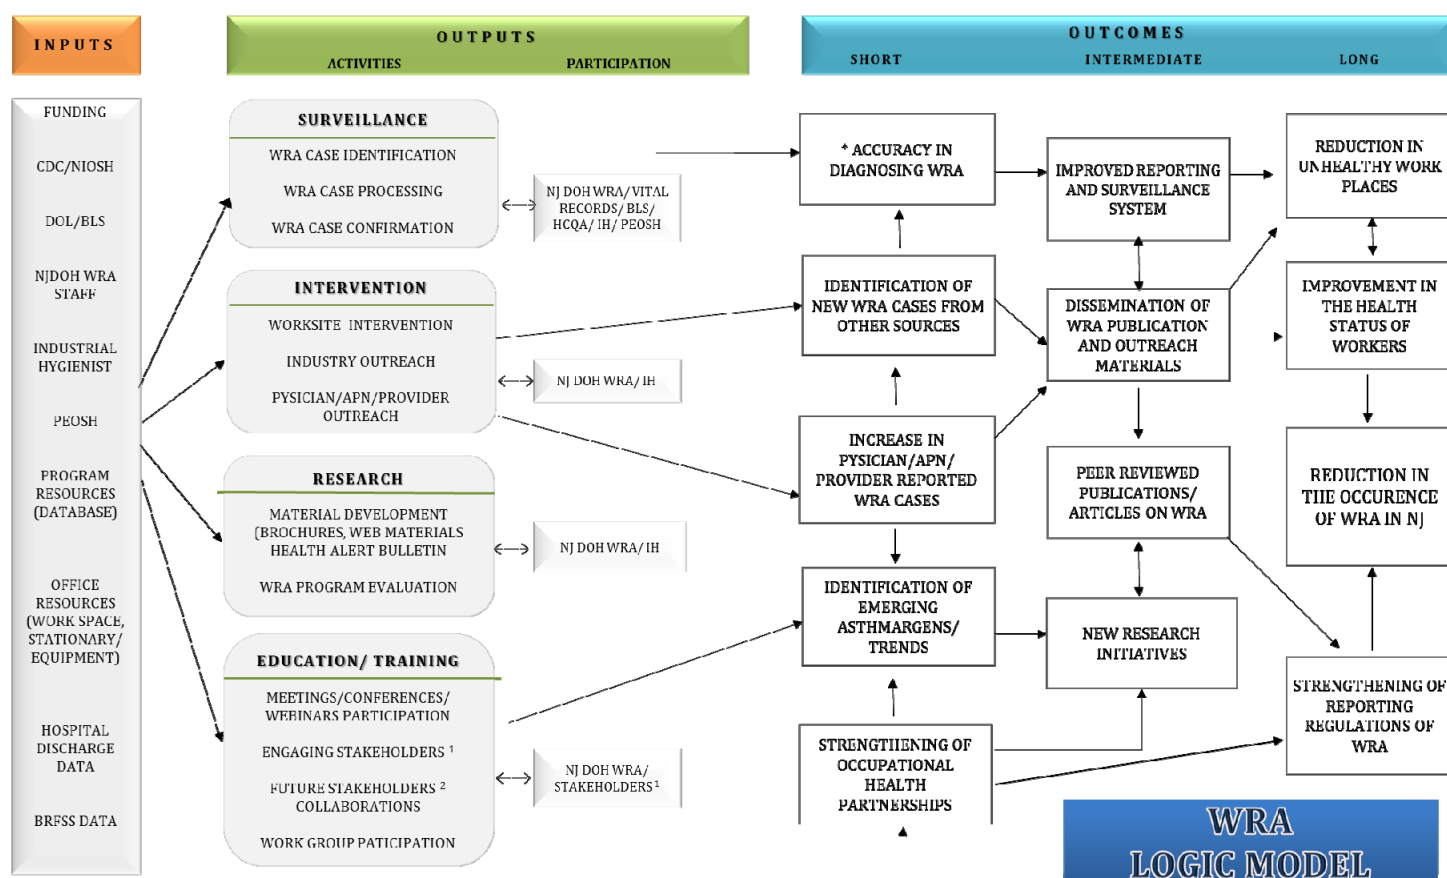 INPUTS
OUTPUTS
ACTIVITIES
PARTICIPATION
OUTCOMES
SHORT
INTERMEDIATE
LONG
FUNDING
CDC/NIOSH
DOL/BLS
NJDOH WRA
STAFF
INDUSTRIAL
HYGIENIST
PEOSH
PROGRAM
RESOURCES
(DATABASE)
OFFICE
RESOURCES
(WORK SPACE,
STATIONARY/
EQUIPMENT)
HOSPITAL
DISCHARGE
DATA
BRFSS DATA
SURVEILLANCE
WRA CASE IDENTIFICATION
WRA CASE PROCESSING
WRA CASE CONFIRMATION
NJ DOH WRA/ VITAL
RECORDS/ BLS/
HCQA/ IH/ PEOSH
INTERVENTION
WORKSITE INTERVENTION
INDUSTRY OUTREACH
PYSICIAN/APN/PROVIDER
OUTREACH
NJ DOH WRA/ IH
RESEARCH
MATERIAL DEVELOPMENT
(BROCHURES, WEB MATERIALS
HEALTH ALERT BULLETIN
WRA PROGRAM EVALUATION
NJ DOH WRA/ IH
EDUCATION/ TRAINING
MEETINGS/CONFERENCES/
WEBINARS PARTICIPATION
ENGAGING STAKEHOLDERS 1
FUTURE STAKEHOLDERS 2
COLLABORATIONS
WORK GROUP PATICIPATION
NJ DOH WRA/
STAKEHOLDERS1
* ACCURACY IN
DIAGNOSING WRA
IDENTIFICATION OF
NEW WRA CASES FROM
OTHER SOURCES
INCREASE IN
PYSICIAN/APN/
PROVIDER REPORTED
WRA CASES
IDENTIFICATION OF
EMERGING
ASTHMARGENS/
TRENDS
STRENGTHENING OF
OCCUPATIONAL
HEALTH
PARTNERSHIPS
IMPROVED REPORTING
AND SURVEILLANCE
SYSTEM
DISSEMINATION OF
WRA PUBLICATION
AND OUTREACH
MATERIALS
PEER REVIEWED
PUBLICATIONS/
ARTICLES ON WRA
NEW RESEARCH
INITIATIVES
REDUCTION IN
UNHEALTHY WORK
PLACES
IMPROVEMENT IN
THE HEALTH
STATUS OF
WORKERS
REDUCTION IN
THE OCCURENCE
OF WRA IN NJ
STRENGTHENING OF
REPORTING
REGULATIONS OF
WRA
WRA
LOGIC MODEL